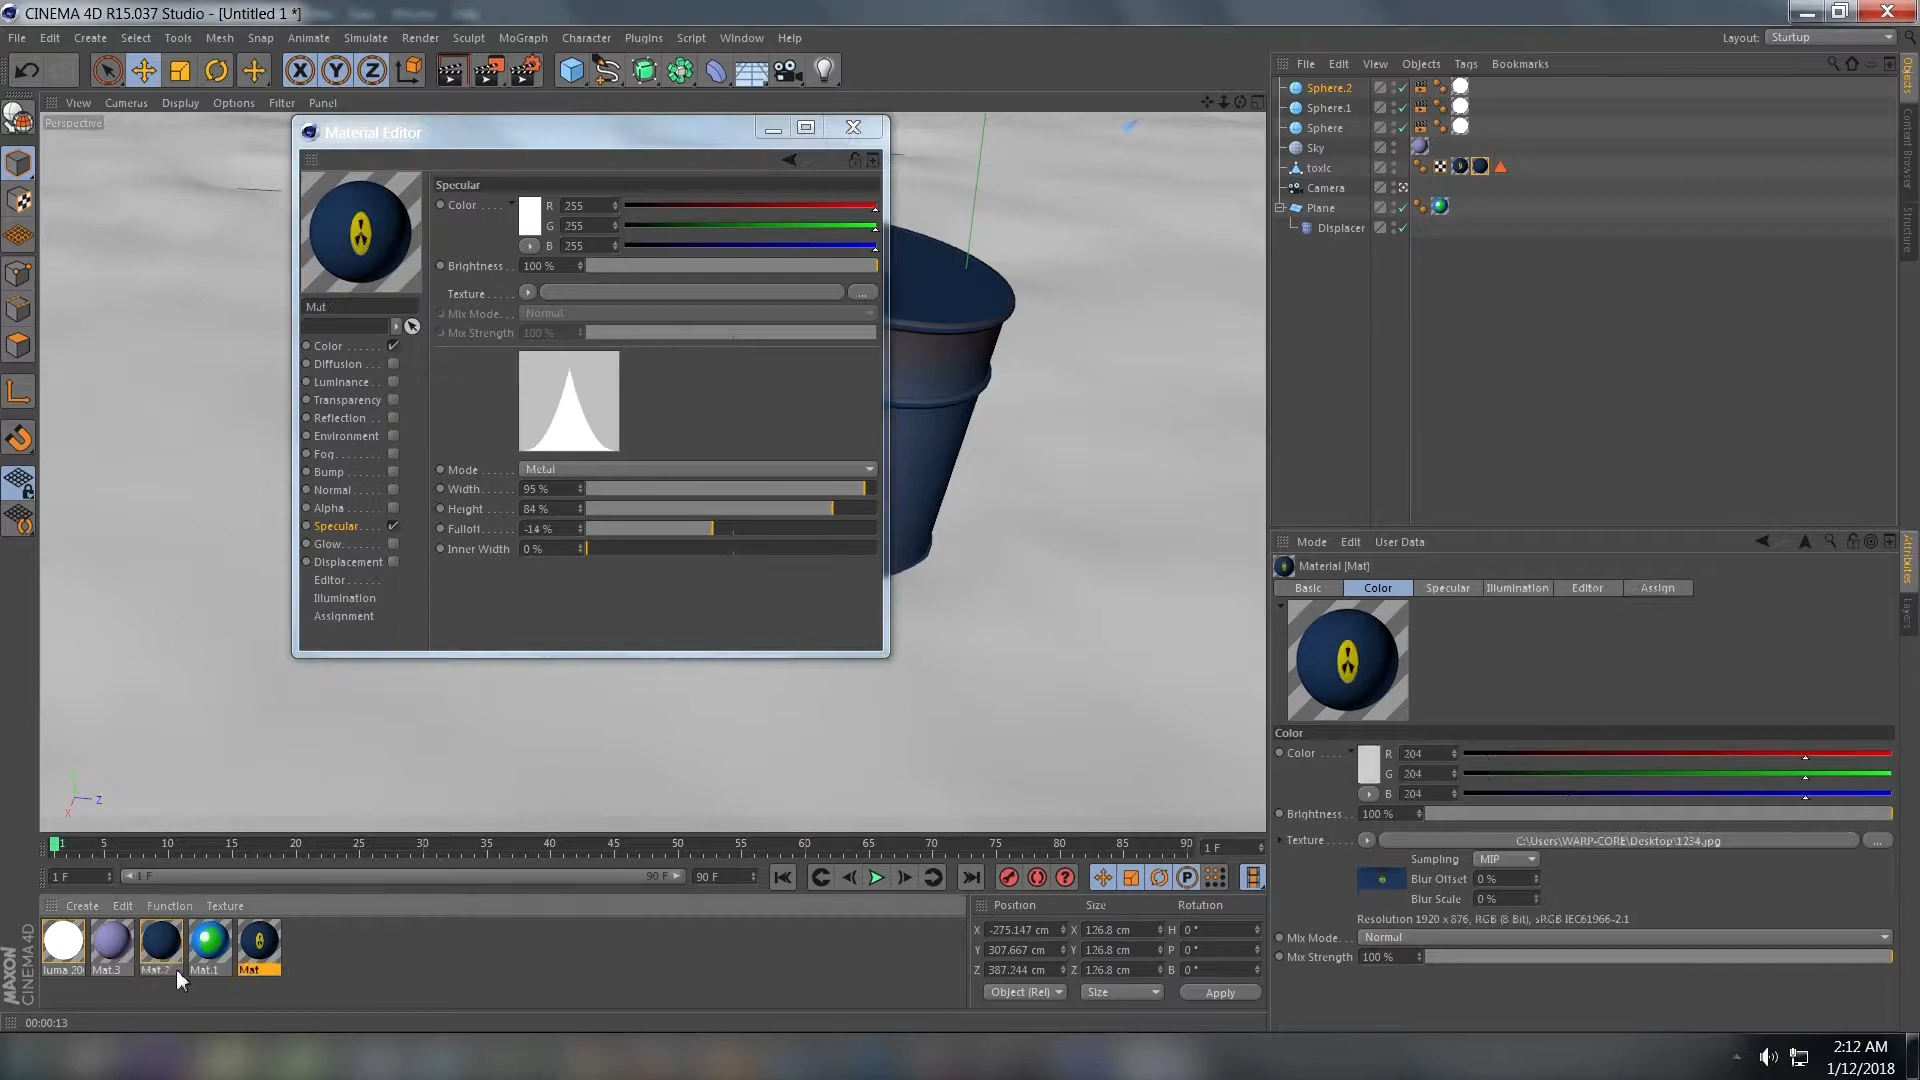 CINEMA 4D R15.037 Studio - [Untitled 1 *]
File Edit Create Select Tools Mesh Snap Animate Simulate Render Sculpt MoGraph Character Plugins Script Window Help
Layout: Startup
View Cameras Display Options Filter Panel
Perspective
File Edit View Objects Tags Bookmarks
Sphere.2
Sphere.1
Sphere
Sky
toxic
Camera
Plane
Displacer
Objects
Content Browser
Structure
Material Editor
Mat
Color
Diffusion
Luminance
Transparency
Reflection
Environment
Fog
Bump
Normal
Alpha
Specular
Glow
Displacement
Editor
Illumination
Assignment
Specular
Color R 255
G 255
B 255
Brightness 100 %
Texture ...
Mix Mode Normal
Mix Strength 100 %
Mode Metal
Width 95 %
Height 84 %
Falloff -14 %
Inner Width 0 %
X Y Z
Mode Edit User Data
Attributes
Layers
Material [Mat]
Basic Color Specular Illumination Editor Assign
Color
Color R 204
G 204
B 204
Brightness 100 %
Texture C:\Users\WARP-CORE\Desktop\1234.jpg ...
Sampling MIP
Blur Offset 0 %
Blur Scale 0 %
Resolution 1920 x 876, RGB (8 Bit), sRGB IEC61966-2.1
Mix Mode Normal
Mix Strength 100 %
1 5 10 15 20 25 30 35 40 45 50 55 60 65 70 75 80 85 90 1 F
1 F 1 F 90 F 90 F
Create Edit Function Texture
luma 20 Mat.3 Mat.2 Mat.1 Mat
Position Size Rotation
X -275.147 cm X 126.8 cm H 0 °
Y 307.667 cm Y 126.8 cm P 0 °
Z 387.244 cm Z 126.8 cm B 0 °
Object (Rel) Size Apply
MAXON CINEMA 4D
00:00:13
2:12 AM
1/12/2018